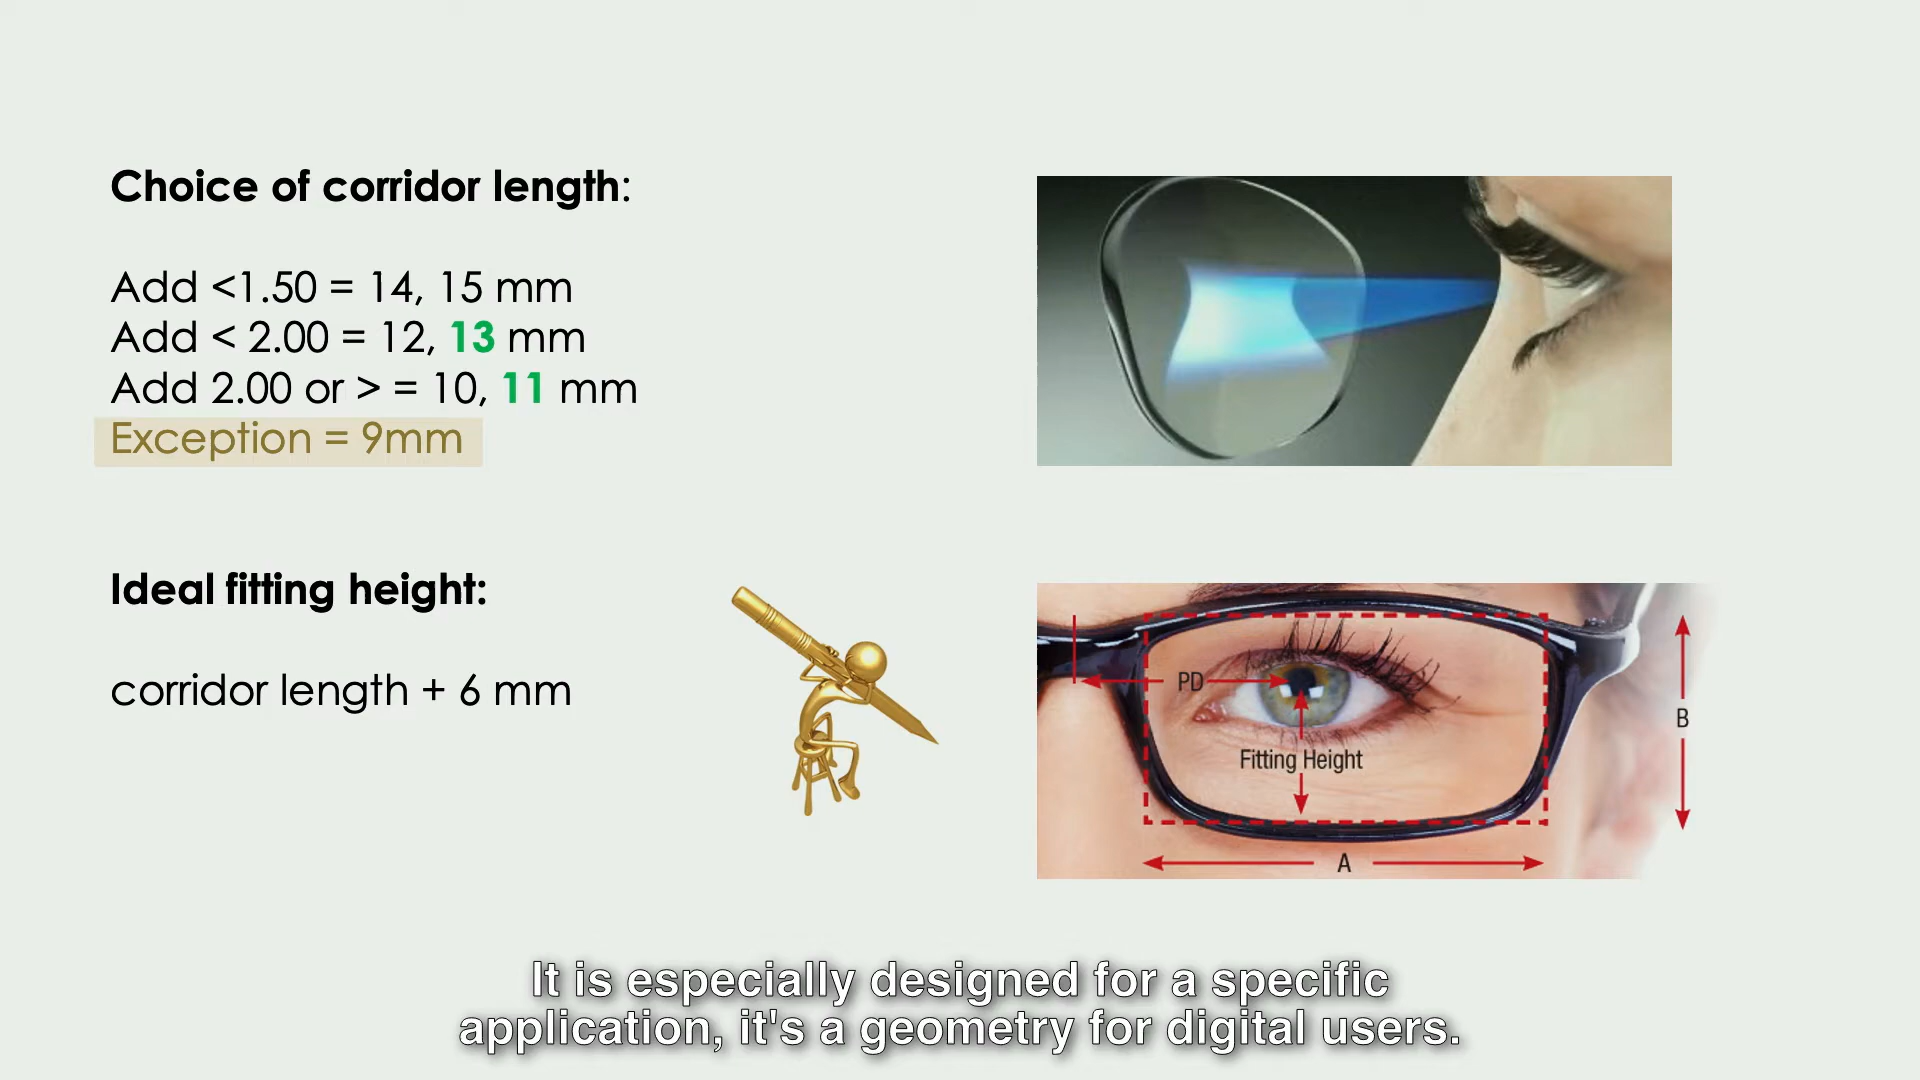 Choice of corridor length:
Add <1.50 = 14, 15 mm
Add < 2.00 = 12, 13 mm
Add 2.00 or > = 10, 11 mm
Exception = 9mm
Ideal fitting height:
corridor length + 6 mm
PD
Fitting Height
B
A
It is especially designed for a specific
application, it's a geometry for digital users.